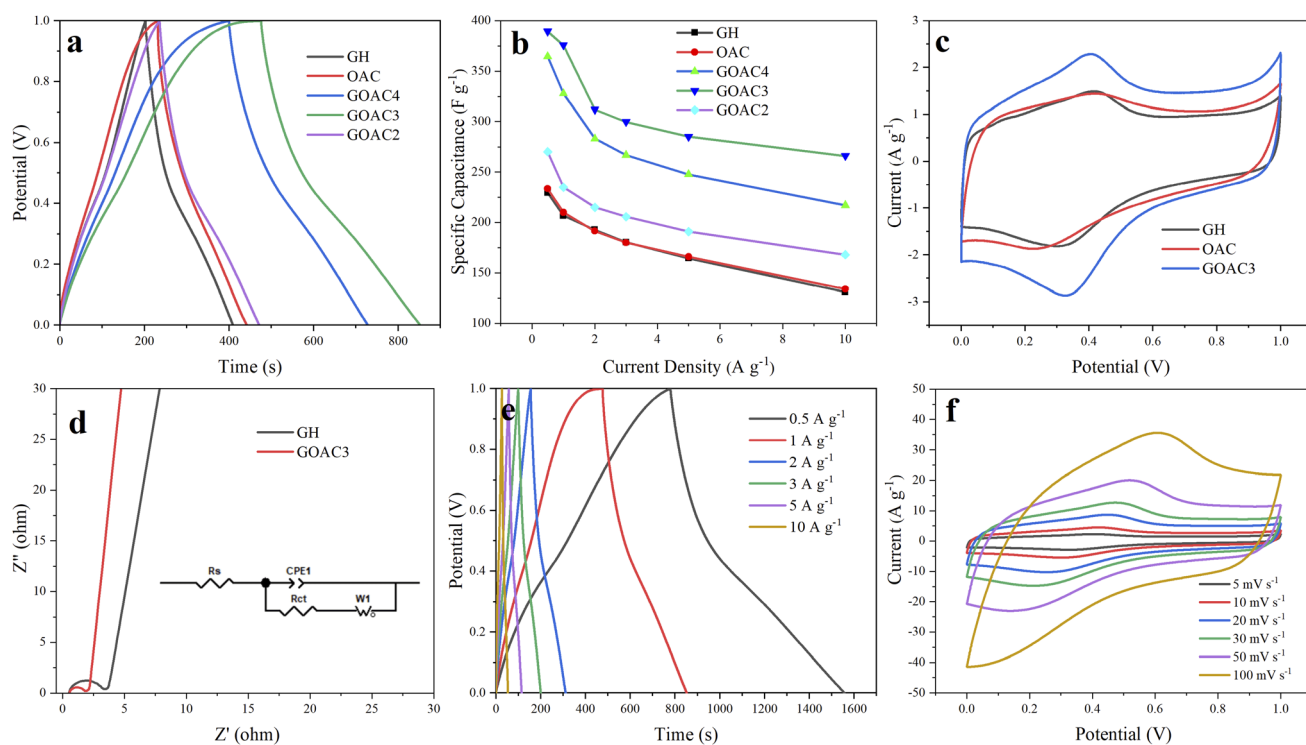 a
GH
OAC
GOAC4
GOAC3
GOAC2
1.0
0.8
0.6
0.4
0.2
0.0
0 200 400 600 800
Potential (V)
Time (s)
b
GH
OAC
GOAC4
GOAC3
GOAC2
400
375
350
325
300
275
250
225
200
175
150
125
100
0 2 4 6 8 10
Specific Capacitance (F g⁻¹)
Current Density (A g⁻¹)
c
3
2
1
0
-1
-2
-3
GH
OAC
GOAC3
0.0 0.2 0.4 0.6 0.8 1.0
Current (A g⁻¹)
Potential (V)
d
GH
GOAC3
30
25
20
15
10
5
0
Rs CPE1
Rct W1
0 5 10 15 20 25 30
Z'' (ohm)
Z' (ohm)
e
0.5 A g⁻¹
1 A g⁻¹
2 A g⁻¹
3 A g⁻¹
5 A g⁻¹
10 A g⁻¹
1.0
0.8
0.6
0.4
0.2
0.0
0 200 400 600 800 1000 1200 1400 1600
Potential (V)
Time (s)
f
50
40
30
20
10
0
-10
-20
-30
-40
-50
5 mV s⁻¹
10 mV s⁻¹
20 mV s⁻¹
30 mV s⁻¹
50 mV s⁻¹
100 mV s⁻¹
0.0 0.2 0.4 0.6 0.8 1.0
Current (A g⁻¹)
Potential (V)